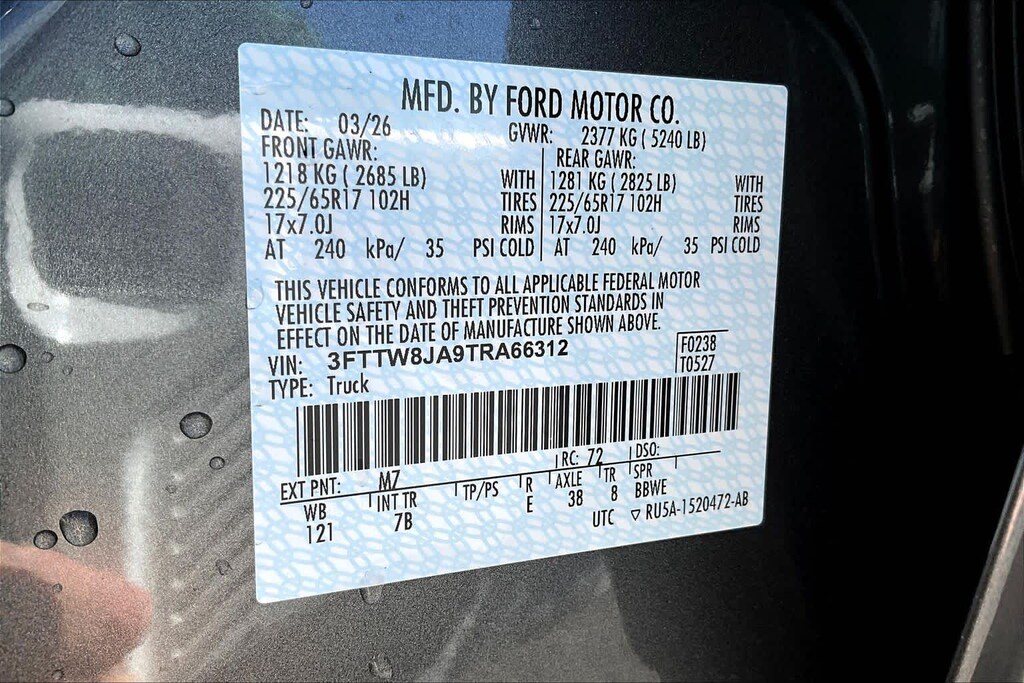 MFD. BY FORD MOTOR CO.
DATE: 03/26 GVWR: 2377 KG ( 5240 LB)
FRONT GAWR: REAR GAWR:
1218 KG ( 2685 LB) WITH 1281 KG ( 2825 LB) WITH
225/65R17 102H TIRES 225/65R17 102H TIRES
17x7.0J RIMS 17x7.0J RIMS
AT 240 kPa/ 35 PSI COLD AT 240 kPa/ 35 PSI COLD
THIS VEHICLE CONFORMS TO ALL APPLICABLE FEDERAL MOTOR
VEHICLE SAFETY AND THEFT PREVENTION STANDARDS IN
EFFECT ON THE DATE OF MANUFACTURE SHOWN ABOVE.
VIN: 3FTTW8JA9TRA66312 F0238
TYPE: Truck T0527
EXT PNT: M7 RC: 72 DSO:
WB INT TR TP/PS R AXLE TR SPR
121 7B E 38 8 BBWE
UTC ▽ RU5A-1520472-AB